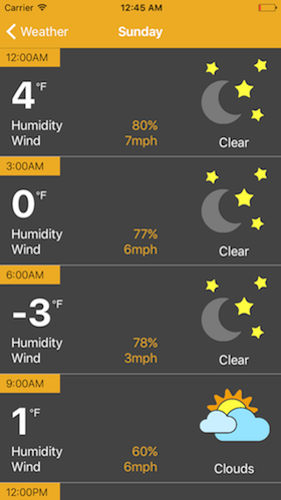 Carrier 12:45 AM
Weather Sunday
12:00AM
4°F
Humidity 80%
Wind 7mph
Clear
3:00AM
0°F
Humidity 77%
Wind 6mph
Clear
6:00AM
-3°F
Humidity 78%
Wind 3mph
Clear
9:00AM
1°F
Humidity 60%
Wind 6mph
Clouds
12:00PM